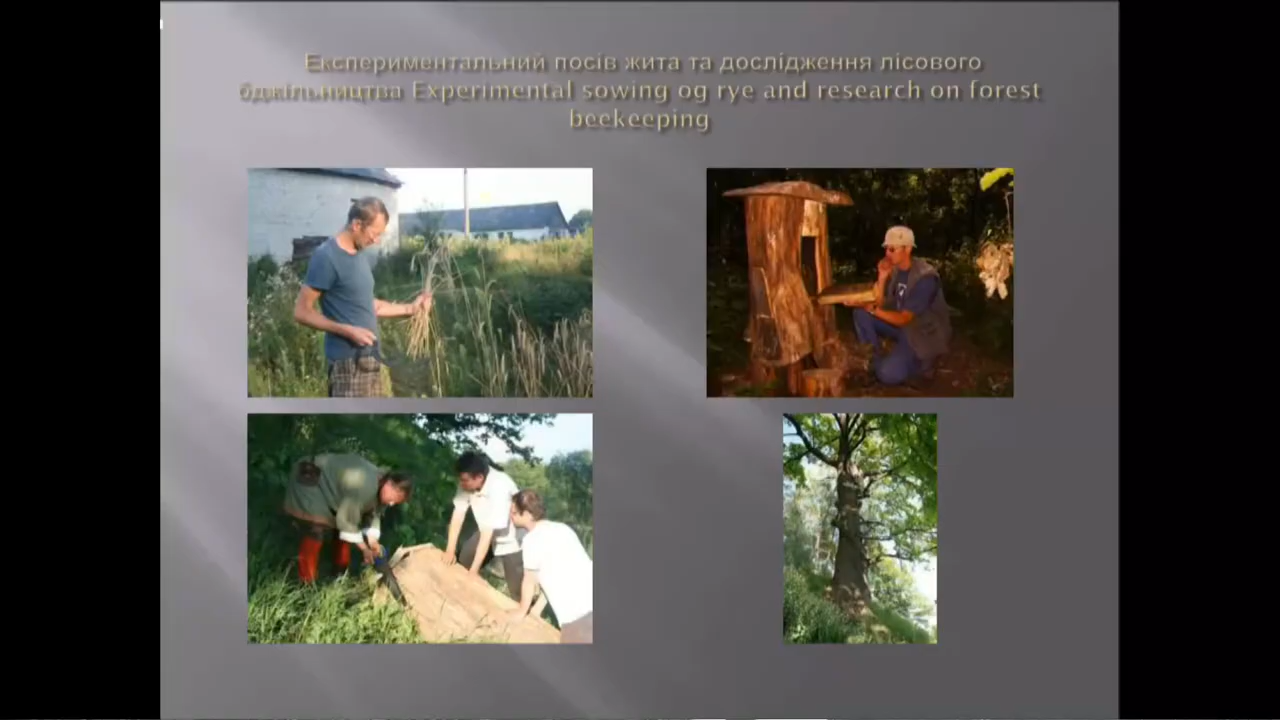 Експериментальний посів жита та дослідження лісового
бджільництва Experimental sowing og rye and research on forest
beekeeping